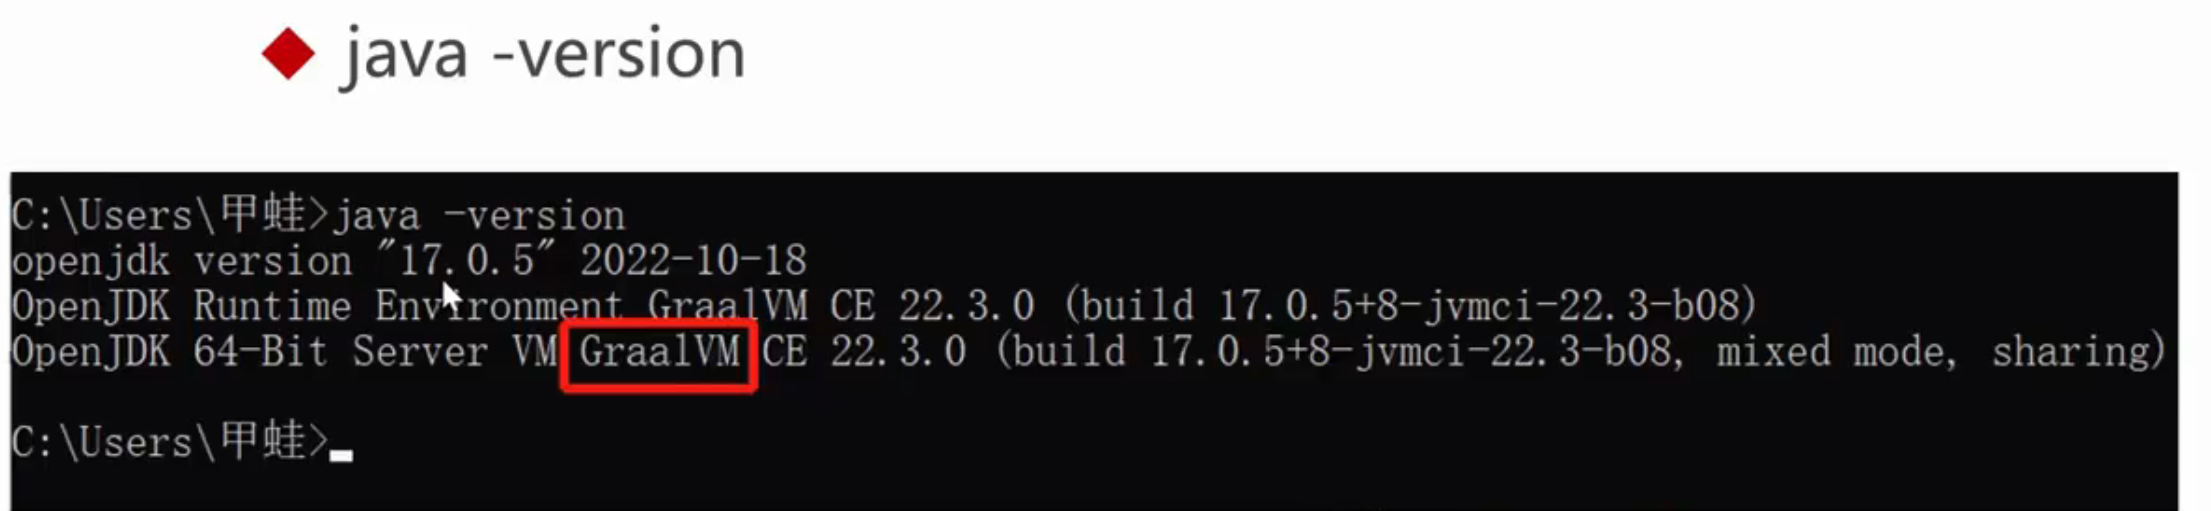 java -version
C:\Users\甲蛙>java -version
openjdk version "17.0.5" 2022-10-18
OpenJDK Runtime Environment GraalVM CE 22.3.0 (build 17.0.5+8-jvmci-22.3-b08)
OpenJDK 64-Bit Server VM GraalVM CE 22.3.0 (build 17.0.5+8-jvmci-22.3-b08, mixed mode, sharing)
C:\Users\甲蛙>